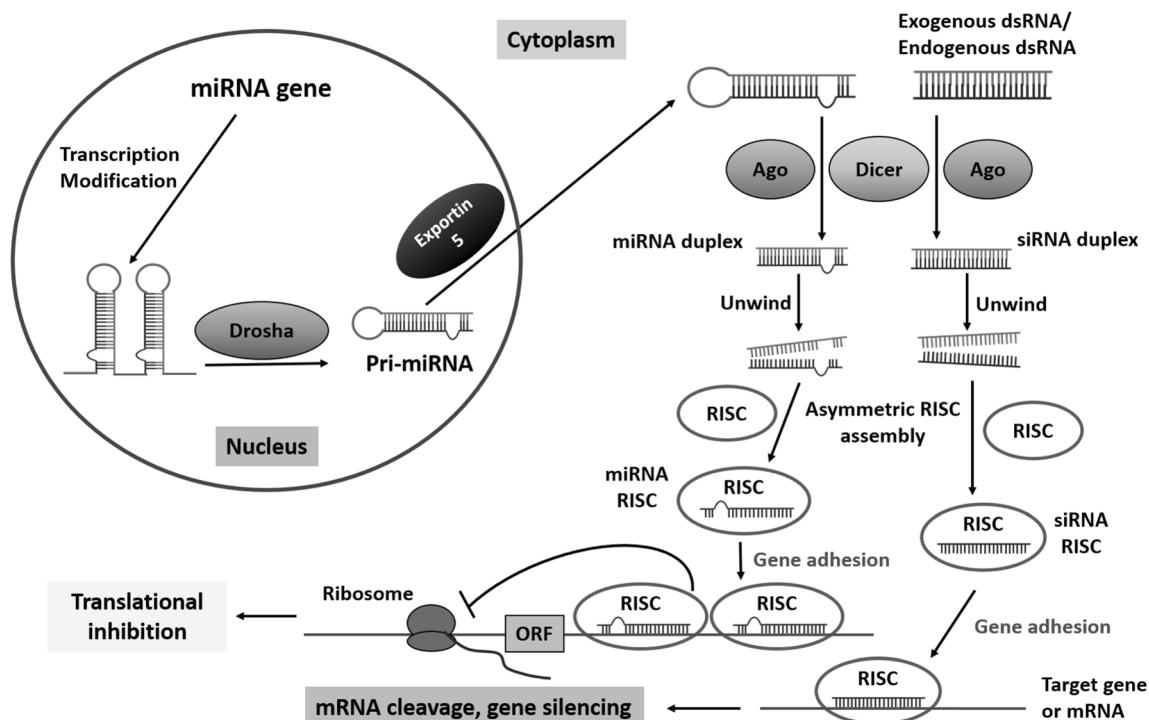 Cytoplasm
Exogenous dsRNA/
Endogenous dsRNA
miRNA gene
Transcription
Modification
Exportin
5
Ago
Dicer
Ago
miRNA duplex
siRNA duplex
Unwind
Unwind
Drosha
Pri-miRNA
RISC
Asymmetric RISC
assembly
RISC
Nucleus
miRNA
RISC
RISC
RISC
siRNA
RISC
Gene adhesion
Ribosome
Translational
inhibition
ORF
RISC
RISC
Gene adhesion
RISC
Target gene
or mRNA
mRNA cleavage, gene silencing